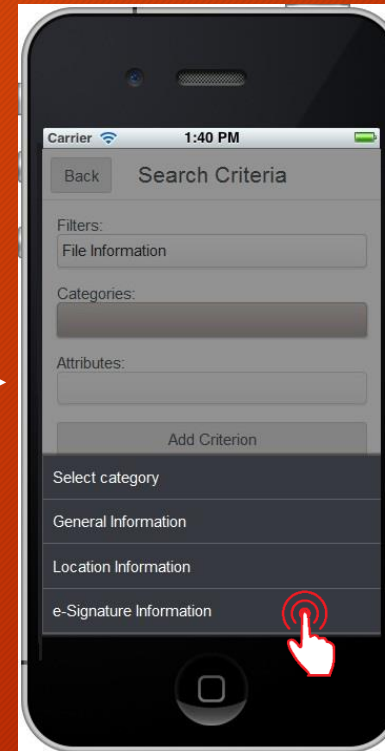 Carrier 1:40 PM
Back Search Criteria
Filters:
File Information
Categories:
Attributes:
Add Criterion
Select category
General Information
Location Information
e-Signature Information